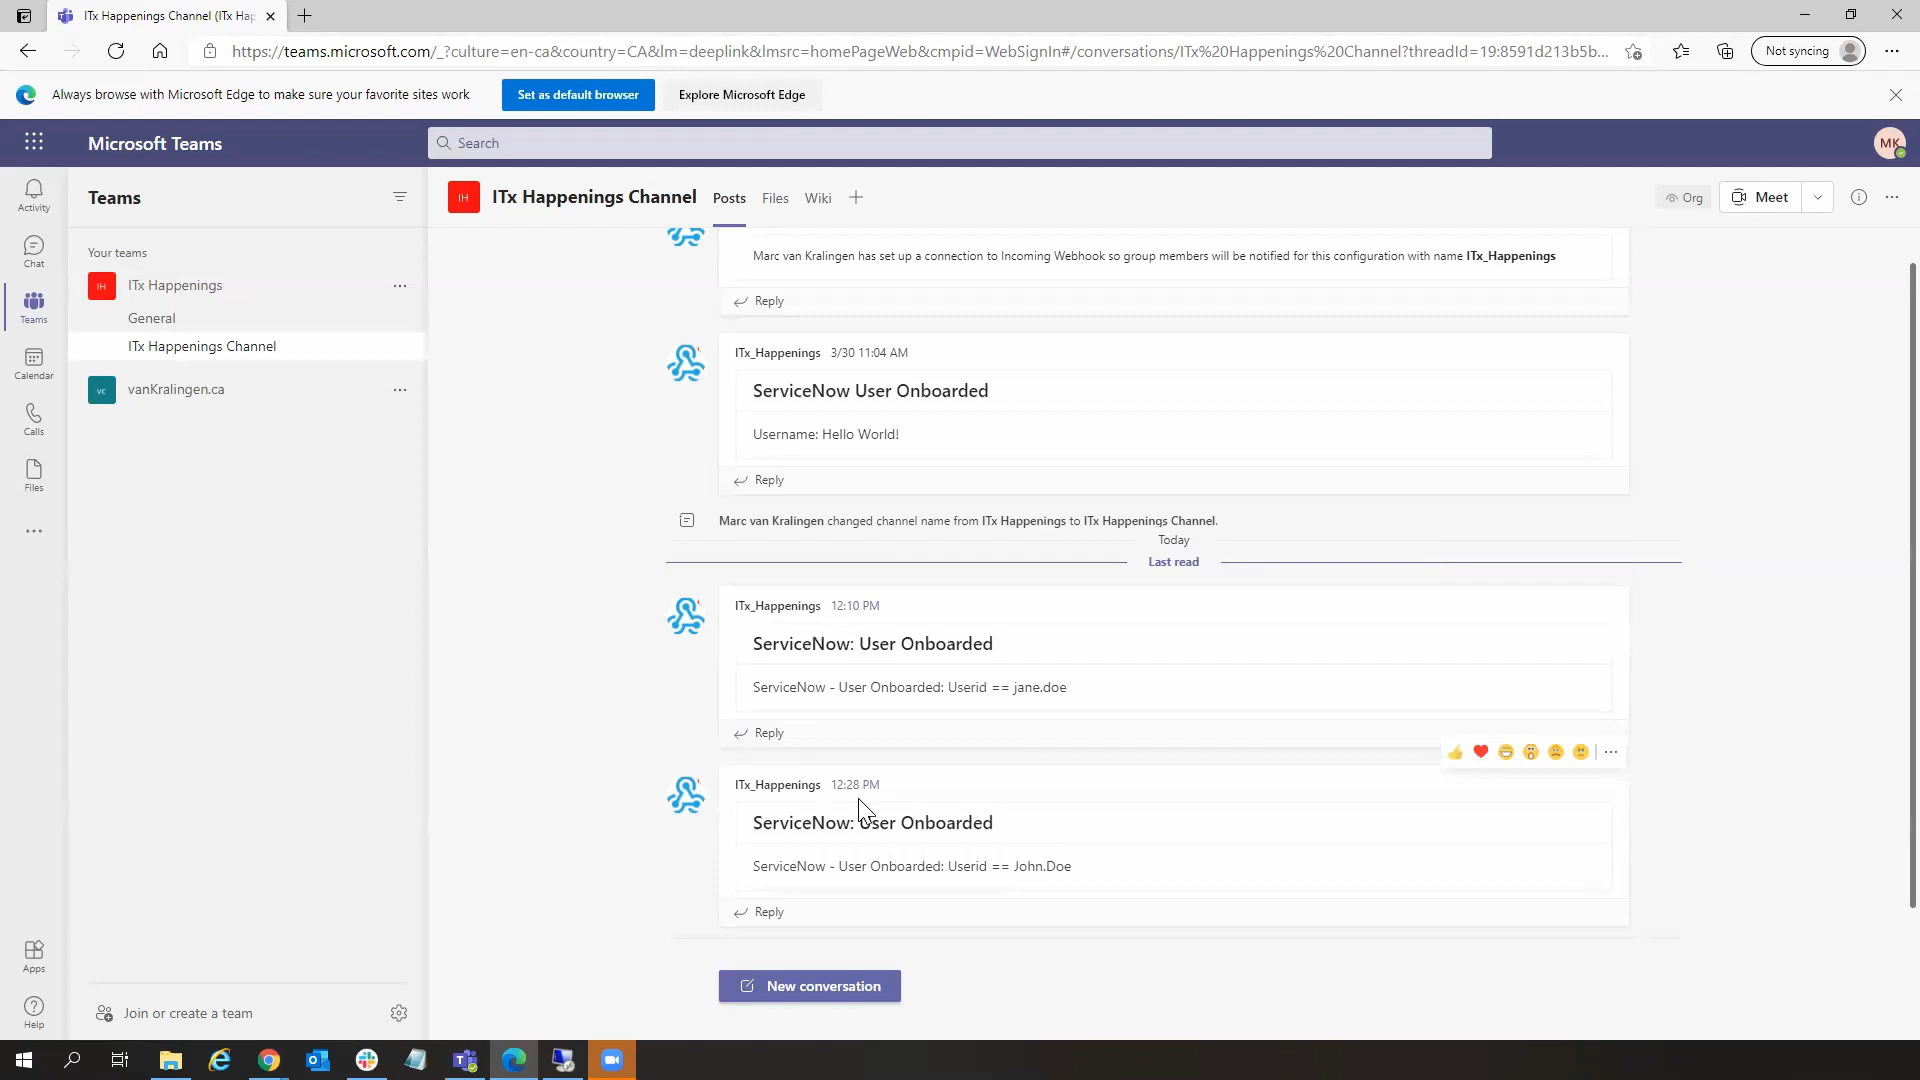 ITx Happenings Channel (ITx Hap
https://teams.microsoft.com/_?culture=en-ca&country=CA&lm=deeplink&lmsrc=homePageWeb&cmpid=WebSignIn#/conversations/ITx%20Happenings%20Channel?threadId=19:8591d213b5b...
Not syncing
Always browse with Microsoft Edge to make sure your favorite sites work
Set as default browser
Explore Microsoft Edge
Microsoft Teams
Search
MK
Activity
Chat
Teams
Calendar
Calls
Files
Apps
Help
Teams
Your teams
IH
ITx Happenings
General
ITx Happenings Channel
vc
vanKralingen.ca
Join or create a team
IH
ITx Happenings Channel
Posts
Files
Wiki
Org
Meet
Marc van Kralingen has set up a connection to Incoming Webhook so group members will be notified for this configuration with name ITx_Happenings
Reply
ITx_Happenings 3/30 11:04 AM
ServiceNow User Onboarded
Username: Hello World!
Reply
Marc van Kralingen changed channel name from ITx Happenings to ITx Happenings Channel.
Today
Last read
ITx_Happenings 12:10 PM
ServiceNow: User Onboarded
ServiceNow - User Onboarded: Userid == jane.doe
Reply
ITx_Happenings 12:28 PM
ServiceNow: User Onboarded
ServiceNow - User Onboarded: Userid == John.Doe
Reply
New conversation